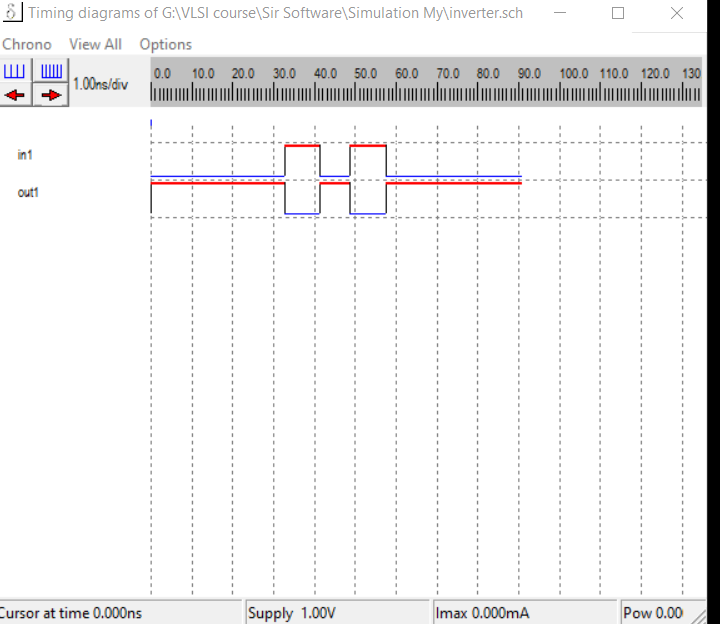 Timing diagrams of G:\VLSI course\Sir Software\Simulation My\inverter.sch
Chrono View All Options
1.00ns/div
0.0 10.0 20.0 30.0 40.0 50.0 60.0 70.0 80.0 90.0 100.0 110.0 120.0 130
in1
out1
Cursor at time 0.000ns Supply 1.00V Imax 0.000mA Pow 0.00